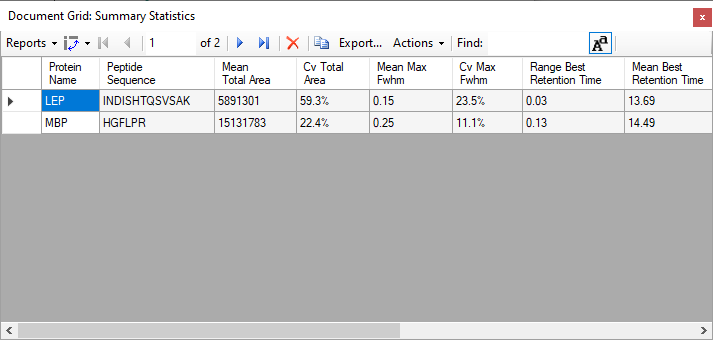 Document Grid: Summary Statistics
Reports 1 of 2 Export... Actions Find: Aa
Protein Name Peptide Sequence Mean Total Area Cv Total Area Mean Max Fwhm Cv Max Fwhm Range Best Retention Time Mean Best Retention Time
LEP INDISHTQSVSAK 5891301 59.3% 0.15 23.5% 0.03 13.69
MBP HGFLPR 15131783 22.4% 0.25 11.1% 0.13 14.49